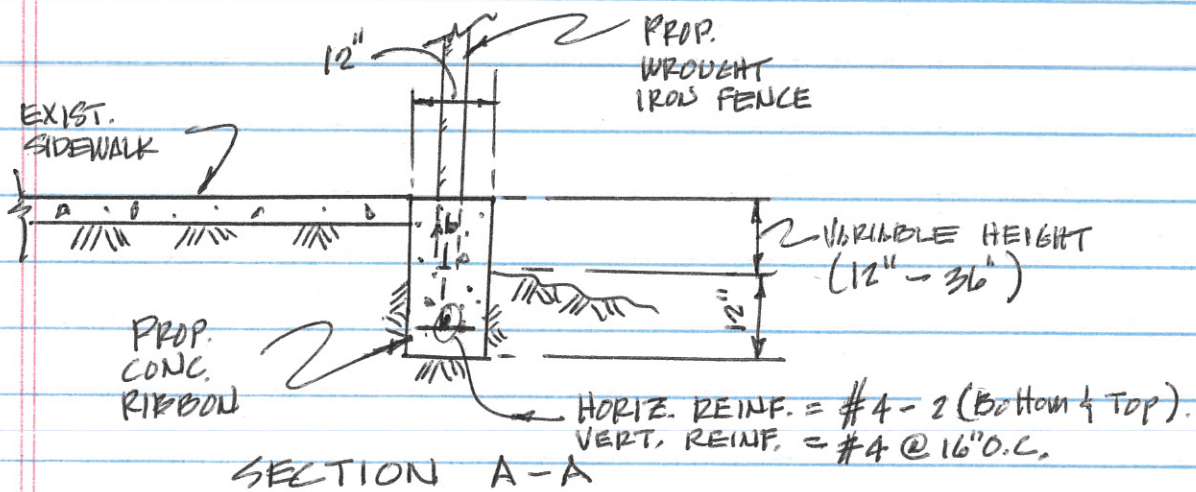 12"
PROP.
WROUGHT
IRON FENCE
EXIST.
SIDEWALK
VARIABLE HEIGHT
(12" - 36")
12"
PROP.
CONC.
RIBBON
HORIZ. REINF. = #4 - 2 (Bottom & Top).
VERT. REINF. = #4 @ 16" O.C.
SECTION A-A